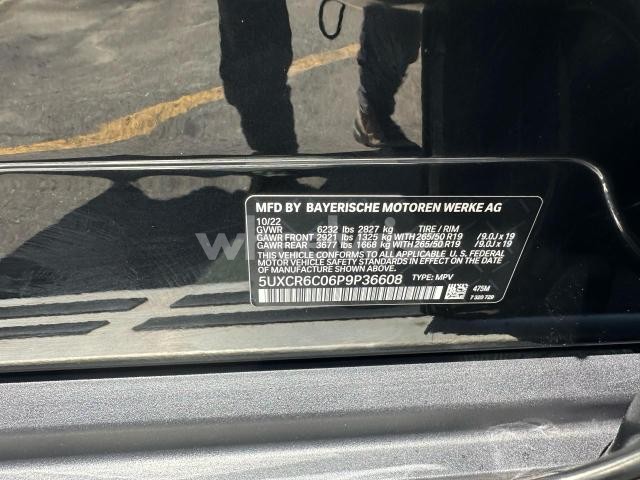 MFD BY BAYERISCHE MOTOREN WERKE AG
10/22
GVWR 6232 lbs 2827 kg TIRE / RIM
GAWR FRONT 2921 lbs 1325 kg WITH 265/50 R19 /9.0J x 19
GAWR REAR 3677 lbs 1668 kg WITH 265/50 R19 /9.0J x 19
THIS VEHICLE CONFORMS TO ALL APPLICABLE U.S. FEDERAL
MOTOR VEHICLE SAFETY STANDARDS IN EFFECT ON THE
DATE OF MANUFACTURE SHOWN ABOVE.
5UXCR6C06P9P36608 TYPE: MPV
475M
7 320 729